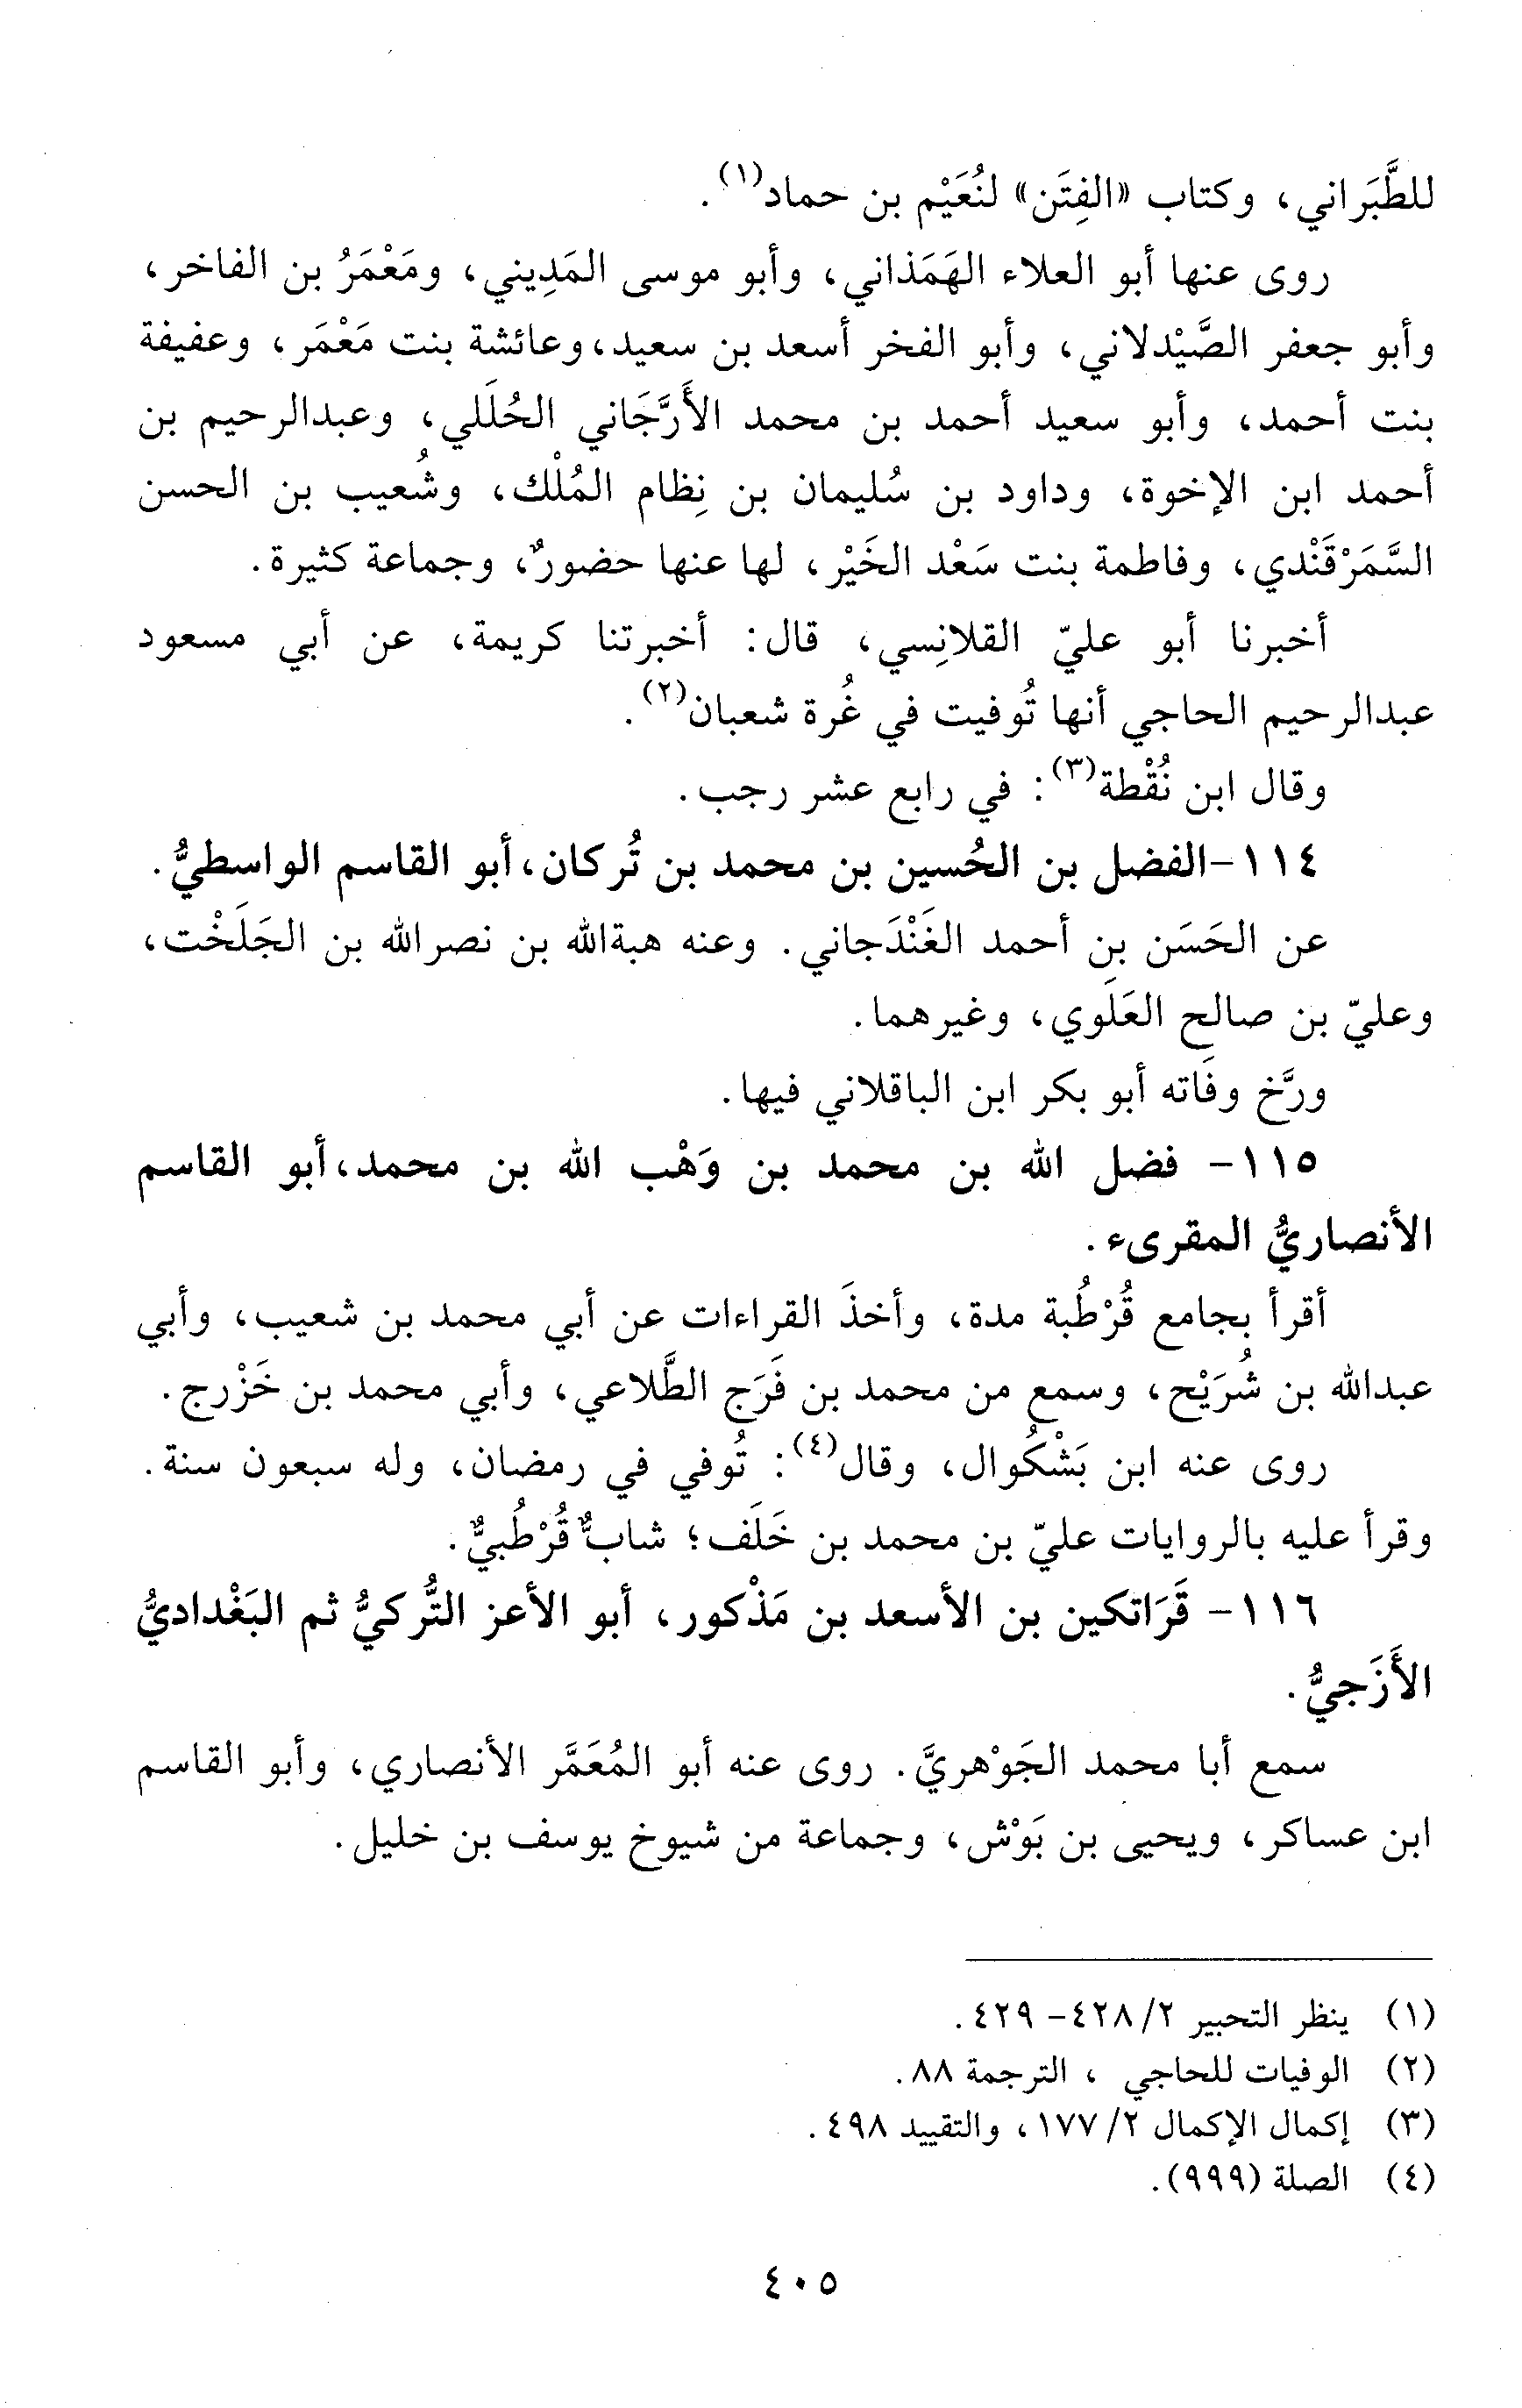 للطَّبَراني، وكتاب «الفِتَن» لنُعَيْم بن حماد(١).
روى عنها أبو العلاء الهَمَذاني، وأبو موسى المَدِيني، ومَعْمَرُ بن الفاخر،
وأبو جعفر الصَّيْدلاني، وأبو الفخر أسعد بن سعيد، وعائشة بنت مَعْمَر، وعفيفة
بنت أحمد، وأبو سعيد أحمد بن محمد الأَرَّجَاني الحُلَلي، وعبدالرحيم بن
أحمد ابن الإخوة، وداود بن سُليمان بن نِظام المُلْك، وشُعيب بن الحسن
السَّمَرْقَنْدي، وفاطمة بنت سَعْد الخَيْر، لها عنها حضورٌ، وجماعة كثيرة.
أخبرنا أبو عليّ القلانِسي، قال: أخبرتنا كريمة، عن أبي مسعود
عبدالرحيم الحاجي أنها تُوفيت في غُرة شعبان(٢).
وقال ابن نُقْطة(٣): في رابع عشر رجب.
١١٤-الفضل بن الحُسين بن محمد بن تُركان، أبو القاسم الواسطيُّ.
عن الحَسَن بن أحمد الغَنْدَجاني. وعنه هبةالله بن نصرالله بن الجَلَخْت،
وعليّ بن صالح العَلَوي، وغيرهما.
ورَّخ وفَاته أبو بكر ابن الباقلاني فيها.
١١٥- فضل الله بن محمد بن وَهْب الله بن محمد، أبو القاسم
الأنصاريُّ المقرىء.
أقرأ بجامع قُرْطُبة مدة، وأخذَ القراءات عن أبي محمد بن شعيب، وأبي
عبدالله بن شُرَيْح، وسمع من محمد بن فَرَج الطَّلاعي، وأبي محمد بن خَزْرج.
روى عنه ابن بَشْكُوال، وقال(٤): تُوفي في رمضان، وله سبعون سنة.
وقرأ عليه بالروايات عليّ بن محمد بن خَلَف؛ شابٌّ قُرْطُبيٌّ.
١١٦- قَرَاتكين بن الأسعد بن مَذْكور، أبو الأعز التُّركيُّ ثم البَغْداديُّ
الأَزَجيُّ.
سمع أبا محمد الجَوْهريَّ. روى عنه أبو المُعَمَّر الأنصاري، وأبو القاسم
ابن عساكر، ويحيى بن بَوْش، وجماعة من شيوخ يوسف بن خليل.
(١) ينظر التحبير ٢/ ٤٢٨- ٤٢٩.
(٢) الوفيات للحاجي ، الترجمة ٨٨.
(٣) إكمال الإكمال ٢/ ١٧٧، والتقييد ٤٩٨.
(٤) الصلة (٩٩٩).
٤٠٥